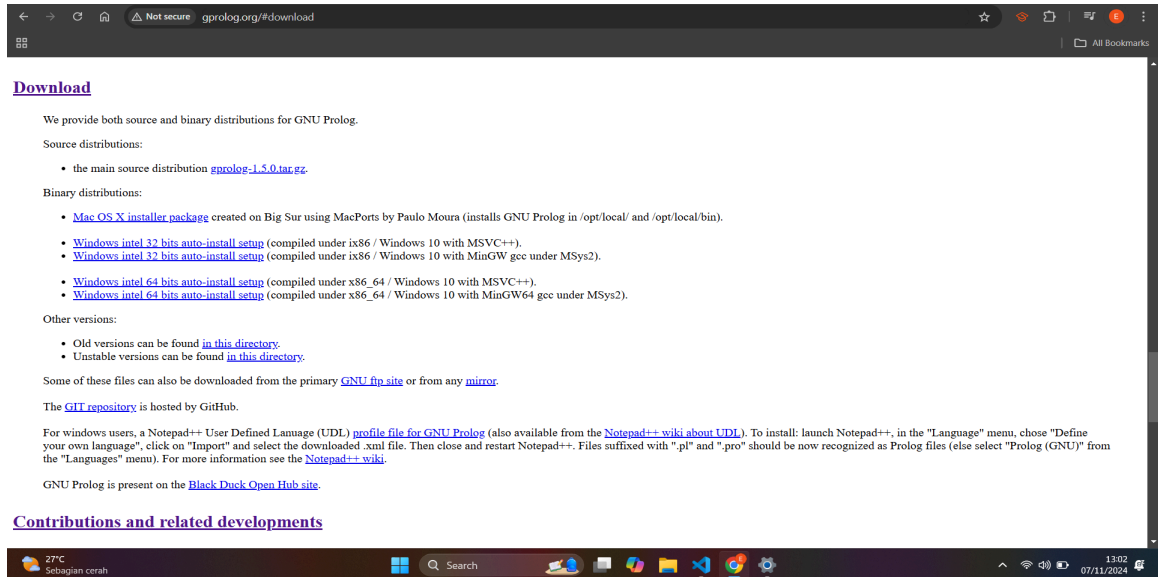 Not secure
gprolog.org/#download
E
All Bookmarks
Download
We provide both source and binary distributions for GNU Prolog.
Source distributions:
• the main source distribution gprolog-1.5.0.tar.gz.
Binary distributions:
• Mac OS X installer package created on Big Sur using MacPorts by Paulo Moura (installs GNU Prolog in /opt/local/ and /opt/local/bin).
• Windows intel 32 bits auto-install setup (compiled under ix86 / Windows 10 with MSVC++).
• Windows intel 32 bits auto-install setup (compiled under ix86 / Windows 10 with MinGW gcc under MSys2).
• Windows intel 64 bits auto-install setup (compiled under x86_64 / Windows 10 with MSVC++).
• Windows intel 64 bits auto-install setup (compiled under x86_64 / Windows 10 with MinGW64 gcc under MSys2).
Other versions:
• Old versions can be found in this directory.
• Unstable versions can be found in this directory.
Some of these files can also be downloaded from the primary GNU ftp site or from any mirror.
The GIT repository is hosted by GitHub.
For windows users, a Notepad++ User Defined Lanuage (UDL) profile file for GNU Prolog (also available from the Notepad++ wiki about UDL). To install: launch Notepad++, in the "Language" menu, chose "Define
your own language", click on "Import" and select the downloaded .xml file. Then close and restart Notepad++. Files suffixed with ".pl" and ".pro" should be now recognized as Prolog files (else select "Prolog (GNU)" from
the "Languages" menu). For more information see the Notepad++ wiki.
GNU Prolog is present on the Black Duck Open Hub site.
Contributions and related developments
27°C
Sebagian cerah
Search
13:02
07/11/2024